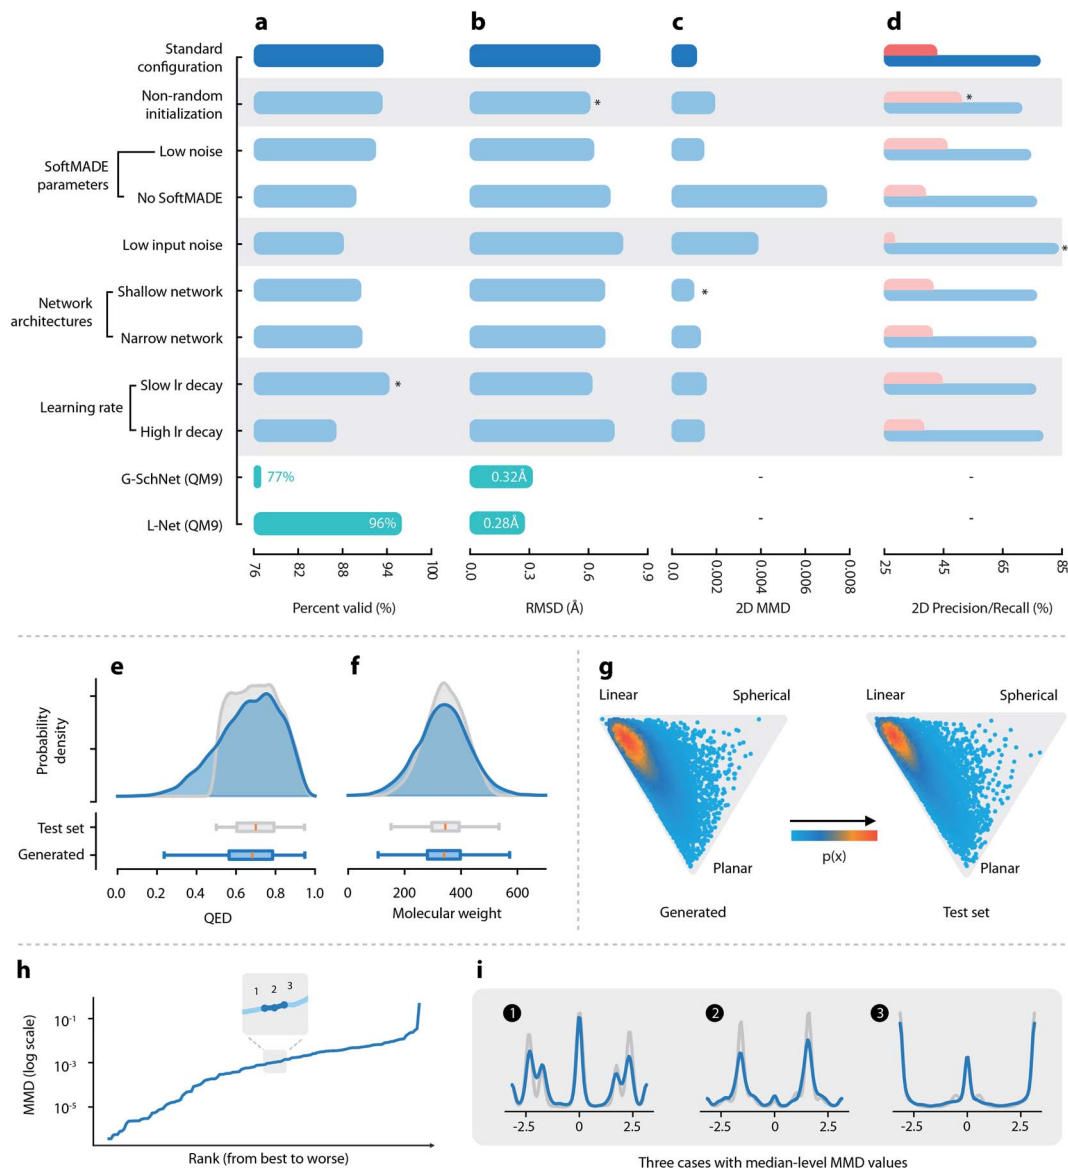 a b c d
Standard
configuration
Non-random
initialization
*
*
SoftMADE
parameters
Low noise
No SoftMADE
Low input noise
*
Network
architectures
Shallow network
*
Narrow network
Learning rate
Slow lr decay
*
High lr decay
G-SchNet (QM9) 77% 0.32Å - -
L-Net (QM9) 96% 0.28Å - -
76 82 88 94 100
0.0 0.3 0.6 0.9
0.0 0.002 0.004 0.006 0.008
25 45 65 85
Percent valid (%)
RMSD (Å)
2D MMD
2D Precision/Recall (%)
e f
Probability
density
Test set
Generated
0.0 0.2 0.4 0.6 0.8 1.0
QED
0 200 400 600
Molecular weight
g
Linear Spherical
Planar
Generated
p(x)
Linear Spherical
Planar
Test set
h
MMD (log scale)
10-1
10-3
10-5
1 2 3
Rank (from best to worse)
i
1 2 3
-2.5 0 2.5
-2.5 0 2.5
-2.5 0 2.5
Three cases with median-level MMD values